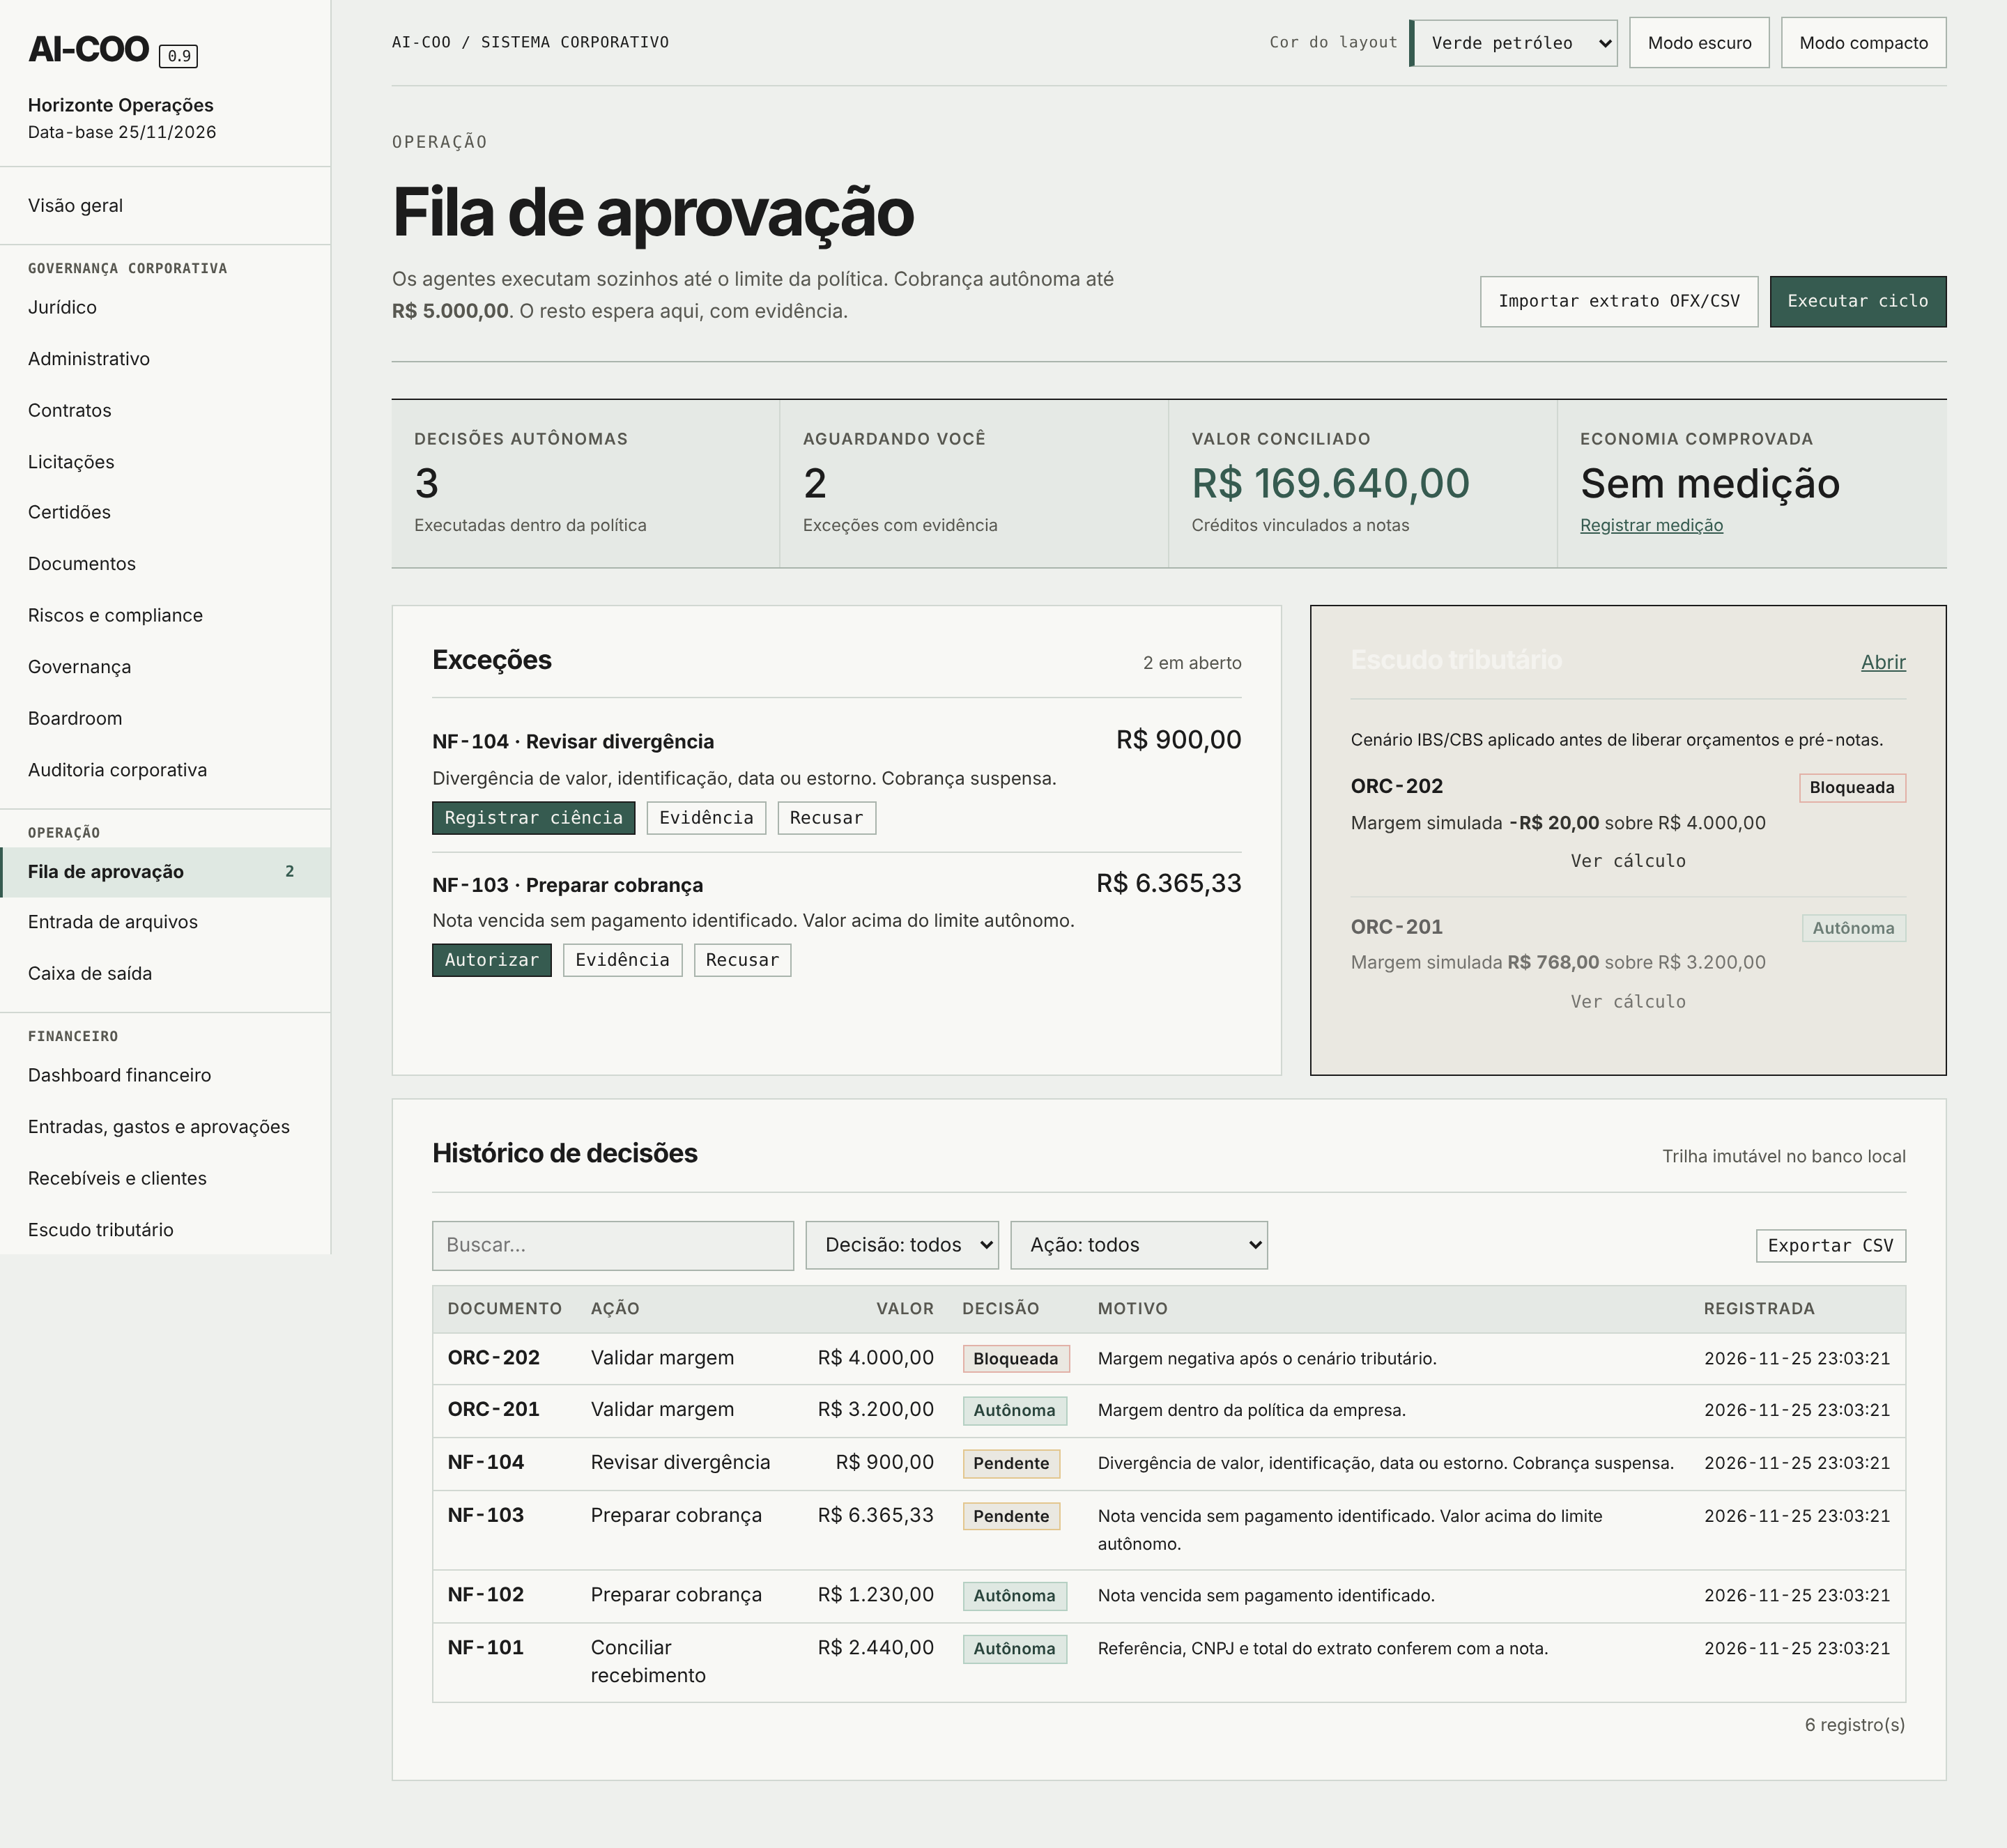 AI-COO 0.9
Horizonte Operações
Data-base 25/11/2026
Visão geral
GOVERNANÇA CORPORATIVA
Jurídico
Administrativo
Contratos
Licitações
Certidões
Documentos
Riscos e compliance
Governança
Boardroom
Auditoria corporativa
OPERAÇÃO
Fila de aprovação 2
Entrada de arquivos
Caixa de saída
FINANCEIRO
Dashboard financeiro
Entradas, gastos e aprovações
Recebíveis e clientes
Escudo tributário
AI-COO / SISTEMA CORPORATIVO
Cor do layout Verde petróleo Modo escuro Modo compacto
OPERAÇÃO
Fila de aprovação
Os agentes executam sozinhos até o limite da política. Cobrança autônoma até
R$ 5.000,00. O resto espera aqui, com evidência.
Importar extrato OFX/CSV Executar ciclo
DECISÕES AUTÔNOMAS
3
Executadas dentro da política
AGUARDANDO VOCÊ
2
Exceções com evidência
VALOR CONCILIADO
R$ 169.640,00
Créditos vinculados a notas
ECONOMIA COMPROVADA
Sem medição
Registrar medição
Exceções 2 em aberto
NF-104 · Revisar divergência R$ 900,00
Divergência de valor, identificação, data ou estorno. Cobrança suspensa.
Registrar ciência Evidência Recusar
NF-103 · Preparar cobrança R$ 6.365,33
Nota vencida sem pagamento identificado. Valor acima do limite autônomo.
Autorizar Evidência Recusar
Escudo tributário Abrir
Cenário IBS/CBS aplicado antes de liberar orçamentos e pré-notas.
ORC-202 Bloqueada
Margem simulada -R$ 20,00 sobre R$ 4.000,00
Ver cálculo
ORC-201 Autônoma
Margem simulada R$ 768,00 sobre R$ 3.200,00
Ver cálculo
Histórico de decisões Trilha imutável no banco local
Buscar... Decisão: todos Ação: todos Exportar CSV
DOCUMENTO AÇÃO VALOR DECISÃO MOTIVO REGISTRADA
ORC-202 Validar margem R$ 4.000,00 Bloqueada Margem negativa após o cenário tributário. 2026-11-25 23:03:21
ORC-201 Validar margem R$ 3.200,00 Autônoma Margem dentro da política da empresa. 2026-11-25 23:03:21
NF-104 Revisar divergência R$ 900,00 Pendente Divergência de valor, identificação, data ou estorno. Cobrança suspensa. 2026-11-25 23:03:21
NF-103 Preparar cobrança R$ 6.365,33 Pendente Nota vencida sem pagamento identificado. Valor acima do limite 2026-11-25 23:03:21
autônomo.
NF-102 Preparar cobrança R$ 1.230,00 Autônoma Nota vencida sem pagamento identificado. 2026-11-25 23:03:21
NF-101 Conciliar R$ 2.440,00 Autônoma Referência, CNPJ e total do extrato conferem com a nota. 2026-11-25 23:03:21
recebimento
6 registro(s)